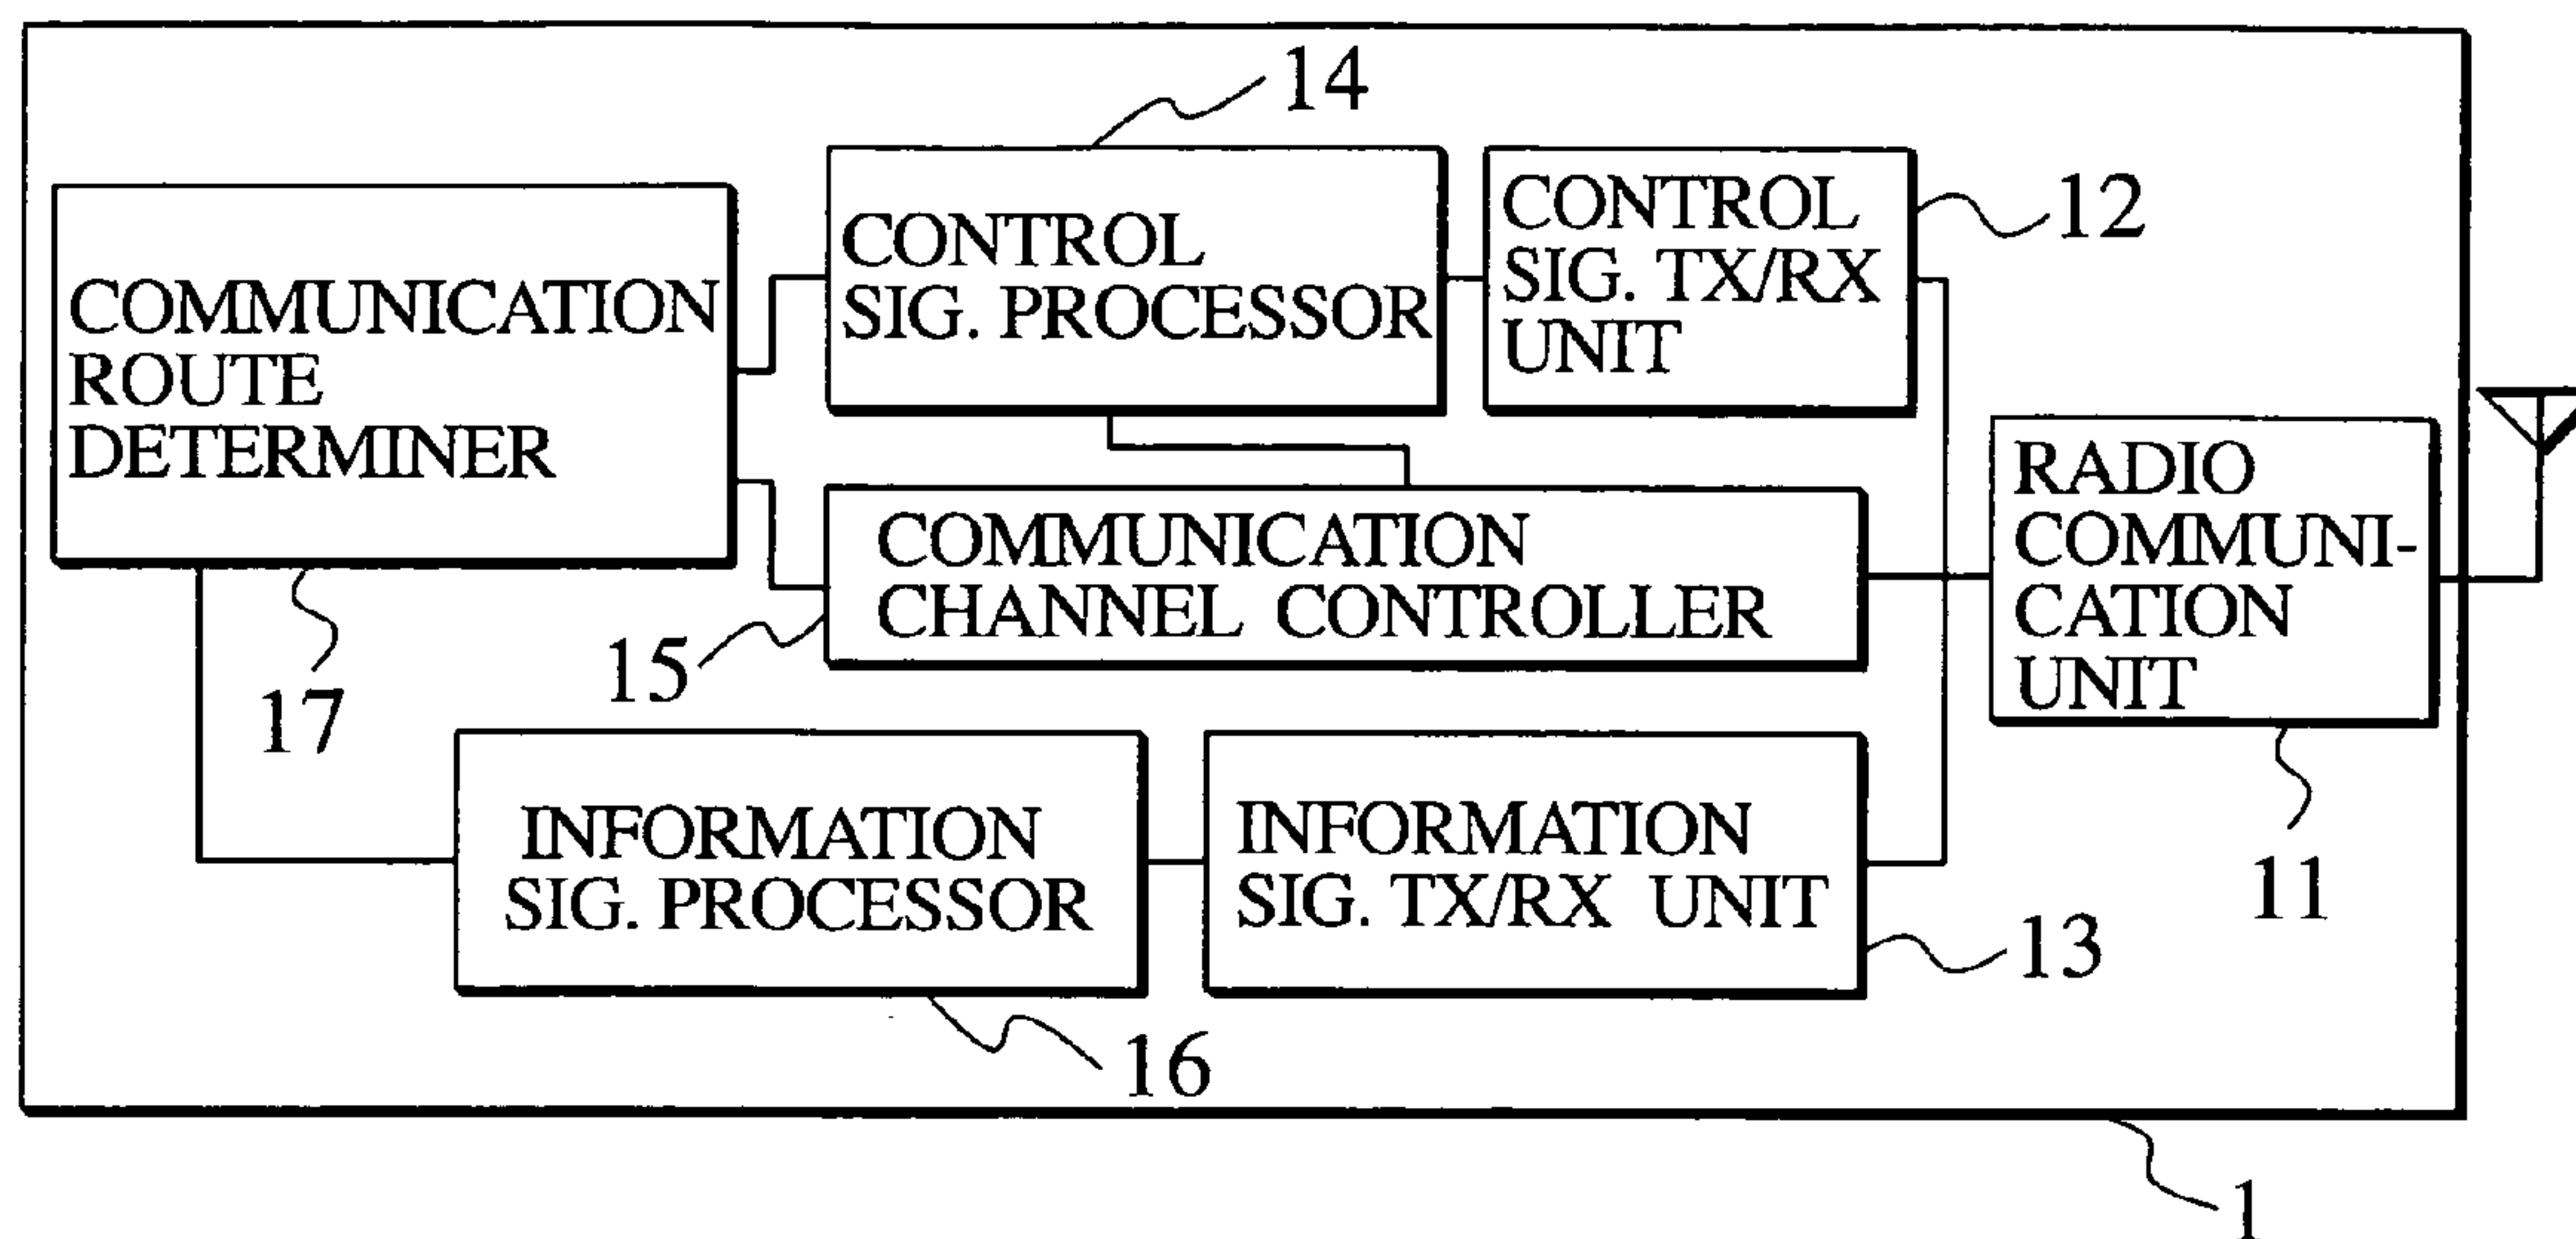 14
CONTROL
SIG. PROCESSOR
CONTROL
SIG. TX/RX
UNIT
12
COMMUNICATION
ROUTE
DETERMINER
17
COMMUNICATION
CHANNEL CONTROLLER
15
RADIO
COMMUNI-
CATION
UNIT
11
INFORMATION
SIG. PROCESSOR
16
INFORMATION
SIG. TX/RX UNIT
13
1